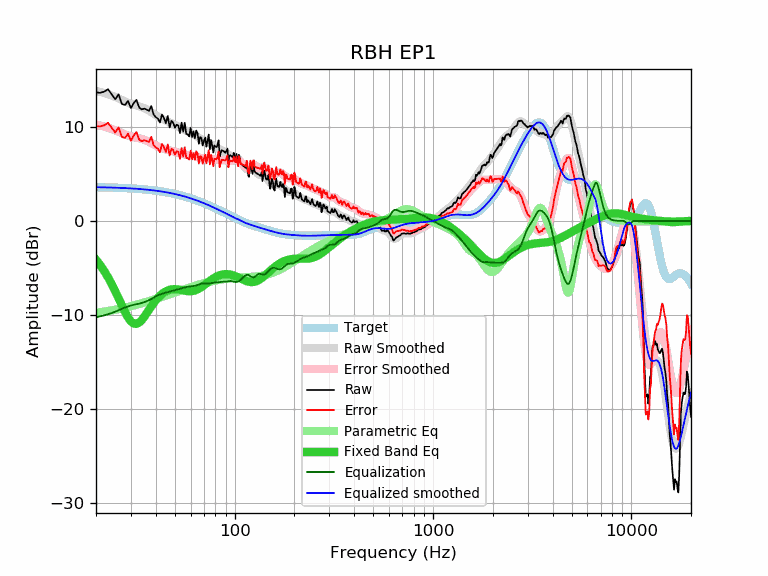 RBH EP1
Amplitude (dBr)
10
0
−10
−20
−30
Target
Raw Smoothed
Error Smoothed
Raw
Error
Parametric Eq
Fixed Band Eq
Equalization
Equalized smoothed
100 1000 10000
Frequency (Hz)